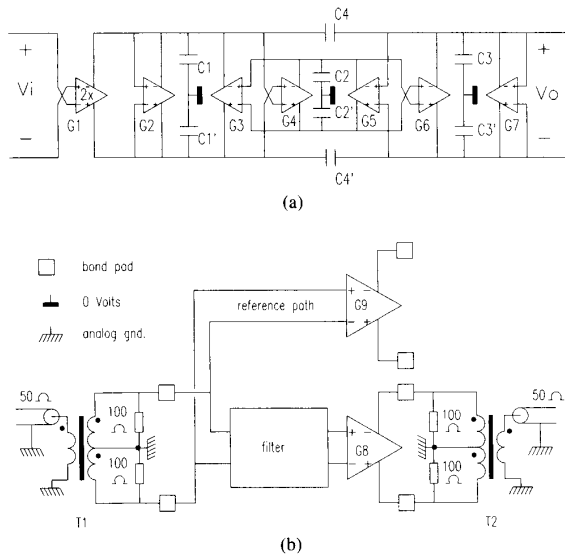 C4
+ Vi −
2x
G1
G2
C1
C1'
G3
G4
C2
C2'
G5
G6
C3
C3'
G7
+ Vo −
C4'
(a)
bond pad
0 Volts
analog gnd.
reference path
+ −
− +
G9
50 Ω
100 Ω
100 Ω
T1
filter
+ −
− +
G8
100 Ω
100 Ω
50 Ω
T2
(b)